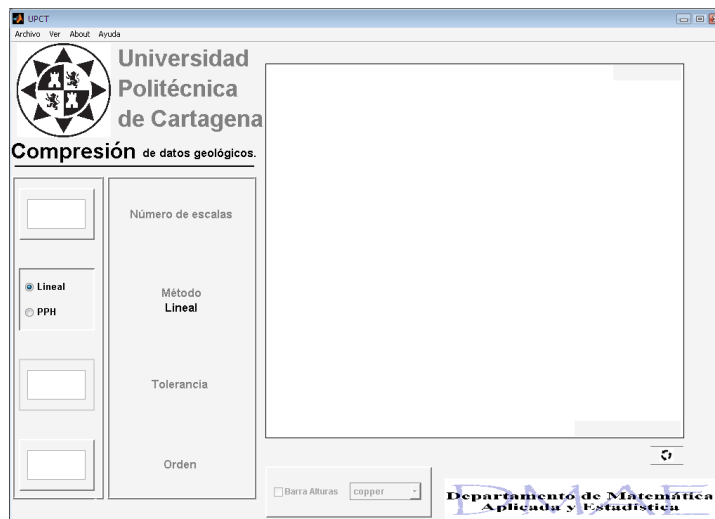 UPCT
Archivo Ver About Ayuda
Universidad
Politécnica
de Cartagena
Compresión de datos geológicos.
Número de escalas
Lineal
PPH
Método
Lineal
Tolerancia
Orden
Barra Alturas copper
DMAE
Departamento de Matemática
Aplicada y Estadística